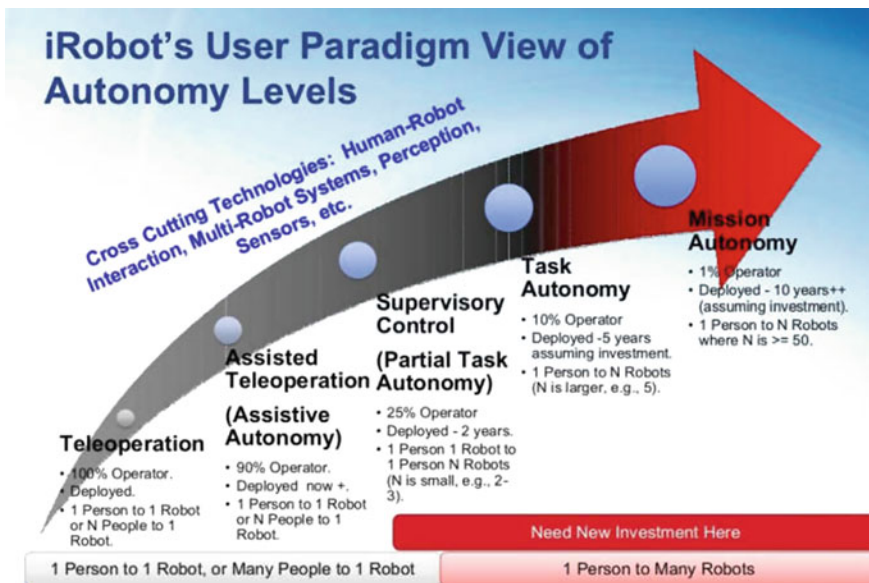 iRobot's User Paradigm View of
Autonomy Levels
Cross Cutting Technologies: Human-Robot
Interaction, Multi-Robot Systems, Perception,
Sensors, etc.
Teleoperation
• 100% Operator.
• Deployed.
• 1 Person to 1 Robot
or N People to 1
Robot.
Assisted
Teleoperation
(Assistive
Autonomy)
• 90% Operator.
• Deployed now +.
• 1 Person to 1 Robot
or N People to 1
Robot.
Supervisory
Control
(Partial Task
Autonomy)
• 25% Operator
• Deployed - 2 years.
• 1 Person 1 Robot to
1 Person N Robots
(N is small, e.g., 2-
3).
Task
Autonomy
• 10% Operator
• Deployed -5 years
assuming investment.
• 1 Person to N Robots
(N is larger, e.g., 5).
Mission
Autonomy
• 1% Operator
• Deployed - 10 years++
(assuming investment).
• 1 Person to N Robots
where N is >= 50.
Need New Investment Here
1 Person to 1 Robot, or Many People to 1 Robot
1 Person to Many Robots